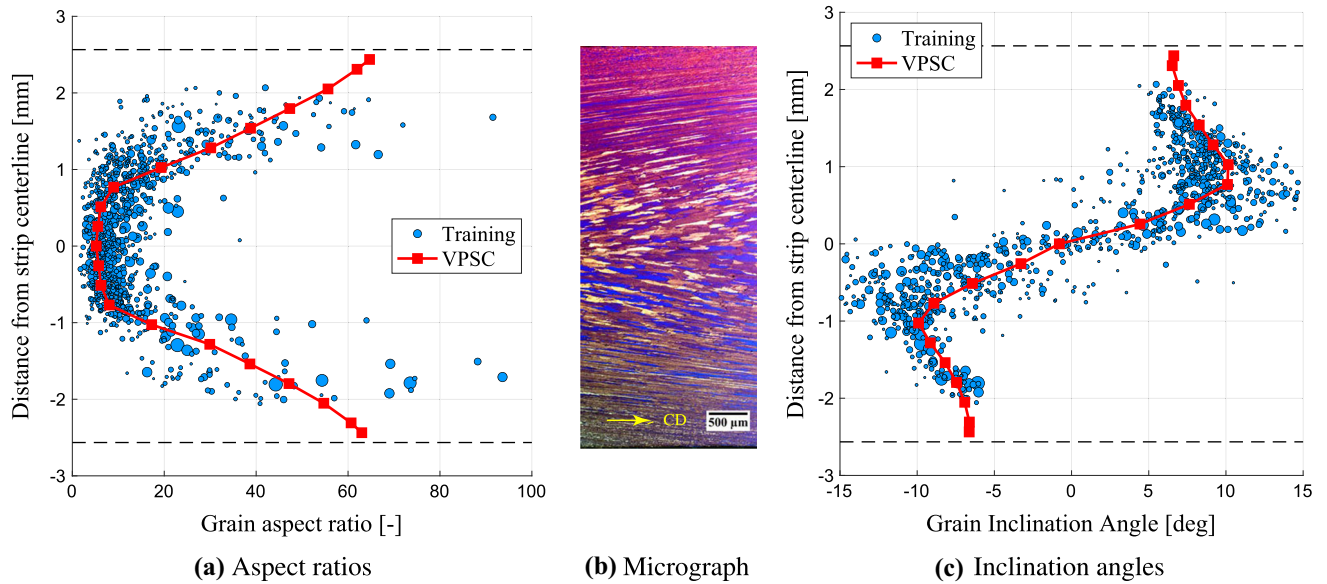 Distance from strip centerline [mm]
3
2
1
0
-1
-2
-3
Training
VPSC
0 20 40 60 80 100
Grain aspect ratio [-]
(a) Aspect ratios
CD
500 μm
(b) Micrograph
Distance from strip centerline [mm]
3
2
1
0
-1
-2
-3
Training
VPSC
-15 -10 -5 0 5 10 15
Grain Inclination Angle [deg]
(c) Inclination angles